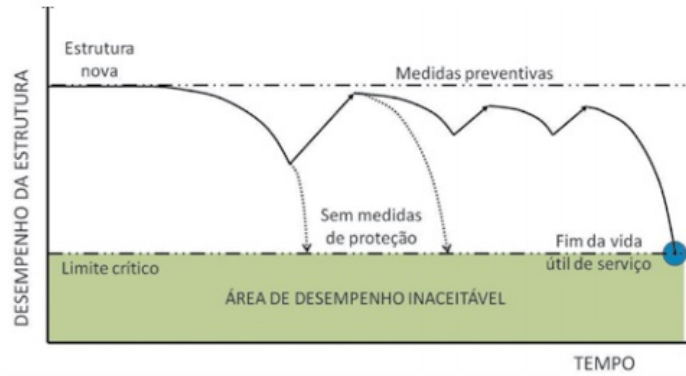 DESEMPENHO DA ESTRUTURA
Estrutura
nova
Medidas preventivas
Sem medidas
de proteção
Fim da vida
útil de serviço
Limite crítico
ÁREA DE DESEMPENHO INACEITÁVEL
TEMPO